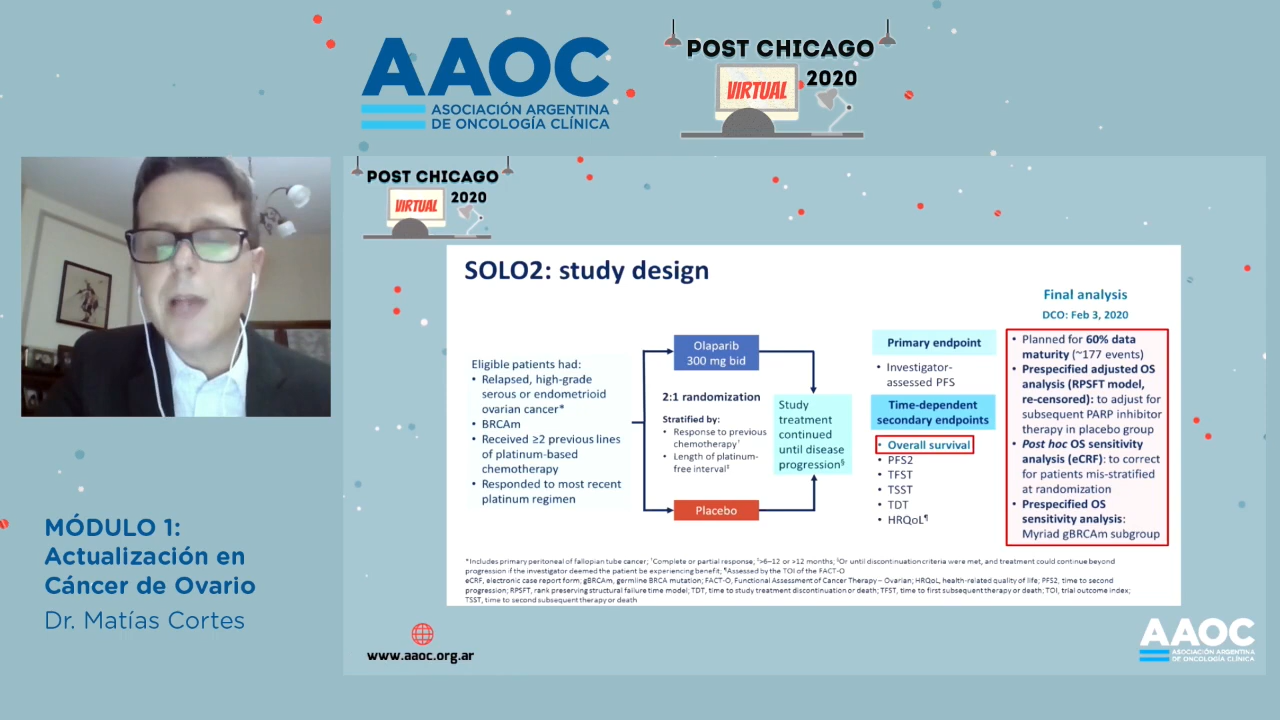 AAOC
ASOCIACIÓN ARGENTINA
DE ONCOLOGÍA CLÍNICA
POST CHICAGO
2020
VIRTUAL
POST CHICAGO
2020
VIRTUAL
SOLO2: study design
Final analysis
DCO: Feb 3, 2020
Eligible patients had:
• Relapsed, high-grade
serous or endometrioid
ovarian cancer*
• BRCAm
• Received ≥2 previous lines
of platinum-based
chemotherapy
• Responded to most recent
platinum regimen
Olaparib
300 mg bid
2:1 randomization
Stratified by:
• Response to previous
chemotherapy†
• Length of platinum-
free interval‡
Placebo
Study
treatment
continued
until disease
progression§
Primary endpoint
• Investigator-
assessed PFS
Time-dependent
secondary endpoints
• Overall survival
• PFS2
• TFST
• TSST
• TDT
• HRQoL¶
• Planned for 60% data
maturity (~177 events)
• Prespecified adjusted OS
analysis (RPSFT model,
re-censored): to adjust for
subsequent PARP inhibitor
therapy in placebo group
• Post hoc OS sensitivity
analysis (eCRF): to correct
for patients mis-stratified
at randomization
• Prespecified OS
sensitivity analysis:
Myriad gBRCAm subgroup
*Includes primary peritoneal of fallopian tube cancer; †Complete or partial response; ‡>6–12 or >12 months; §Or until discontinuation criteria were met, and treatment could continue beyond
progression if the investigator deemed the patient be experiencing benefit; ¶Assessed by the TOI of the FACT-O
eCRF, electronic case report form; gBRCAm, germline BRCA mutation; FACT-O, Functional Assessment of Cancer Therapy – Ovarian; HRQoL, health-related quality of life; PFS2, time to second
progression; RPSFT, rank preserving structural failure time model; TDT, time to study treatment discontinuation or death; TFST, time to first subsequent therapy or death; TOI, trial outcome index;
TSST, time to second subsequent therapy or death
MÓDULO 1:
Actualización en
Cáncer de Ovario
Dr. Matías Cortes
www.aaoc.org.ar
AAOC
ASOCIACIÓN ARGENTINA
DE ONCOLOGÍA CLÍNICA